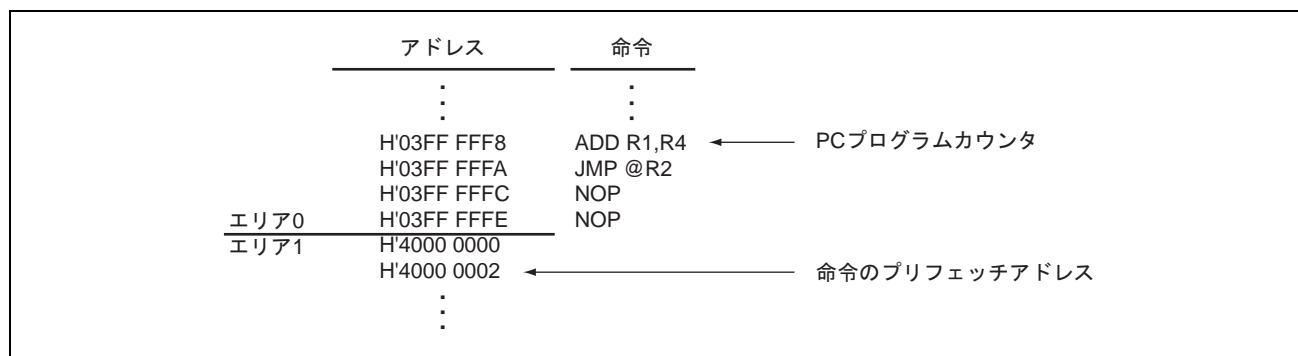 アドレス 命令
H'03FF FFF8 ADD R1,R4 PCプログラムカウンタ
H'03FF FFFA JMP @R2
H'03FF FFFC NOP
エリア0 H'03FF FFFE NOP
エリア1 H'4000 0000
H'4000 0002 命令のプリフェッチアドレス